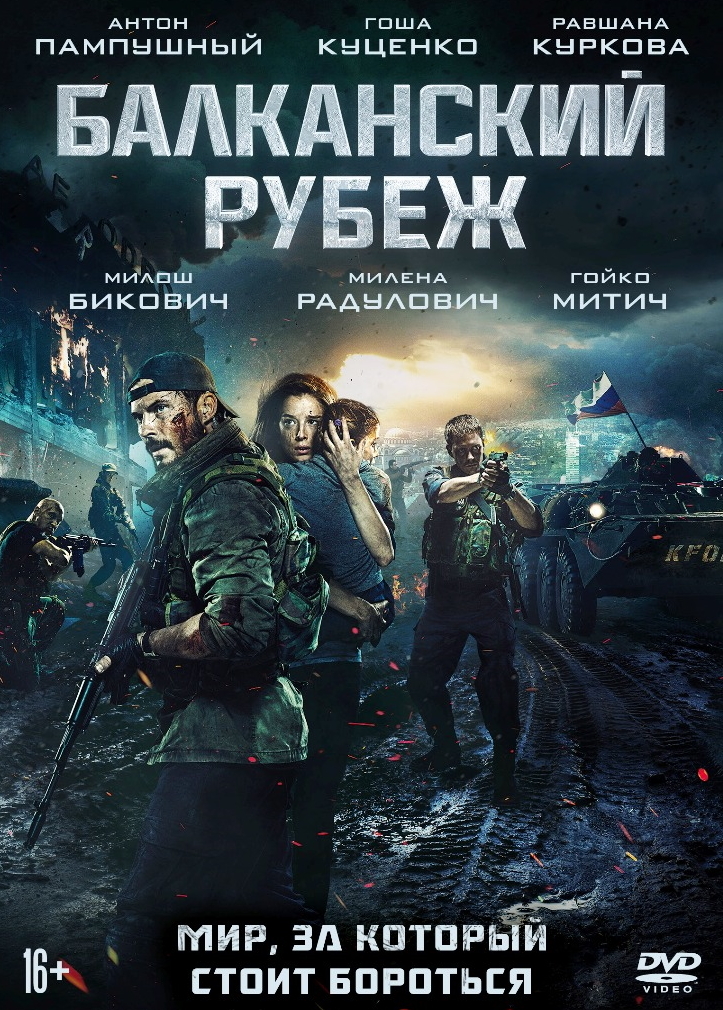 АНТОН ГОША РАВШАНА
ПАМПУШНЫЙ КУЦЕНКО КУРКОВА
БАЛКАНСКИЙ
РУБЕЖ
МИЛОШ МИЛЕНА ГОЙКО
БИКОВИЧ РАДУЛОВИЧ МИТИЧ
KFO
МИР, ЗА КОТОРЫЙ
СТОИТ БОРОТЬСЯ
16+
DVD
VIDEO